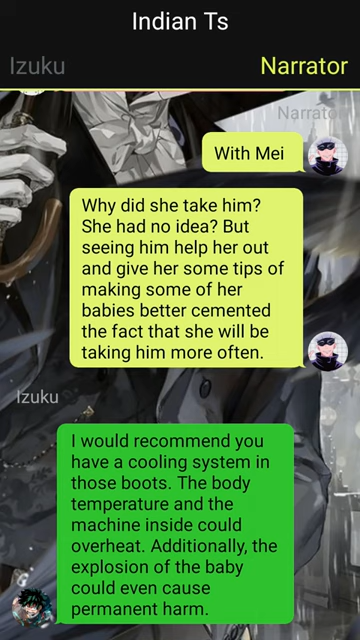 Indian Ts
Izuku
Narrator
Narrator
With Mei
Why did she take him?
She had no idea? But
seeing him help her out
and give her some tips of
making some of her
babies better cemented
the fact that she will be
taking him more often.
Izuku
I would recommend you
have a cooling system in
those boots. The body
temperature and the
machine inside could
overheat. Additionally, the
explosion of the baby
could even cause
permanent harm.